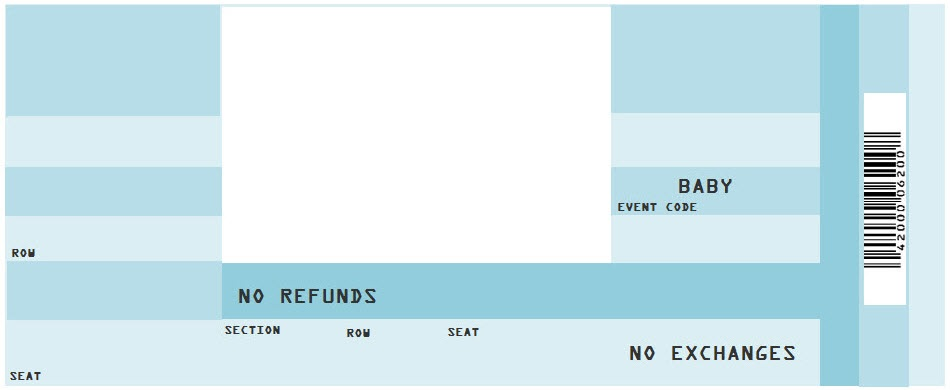 BABY
EVENT CODE
ROW
NO REFUNDS
SECTION ROW SEAT
NO EXCHANGES
SEAT
42000 06200